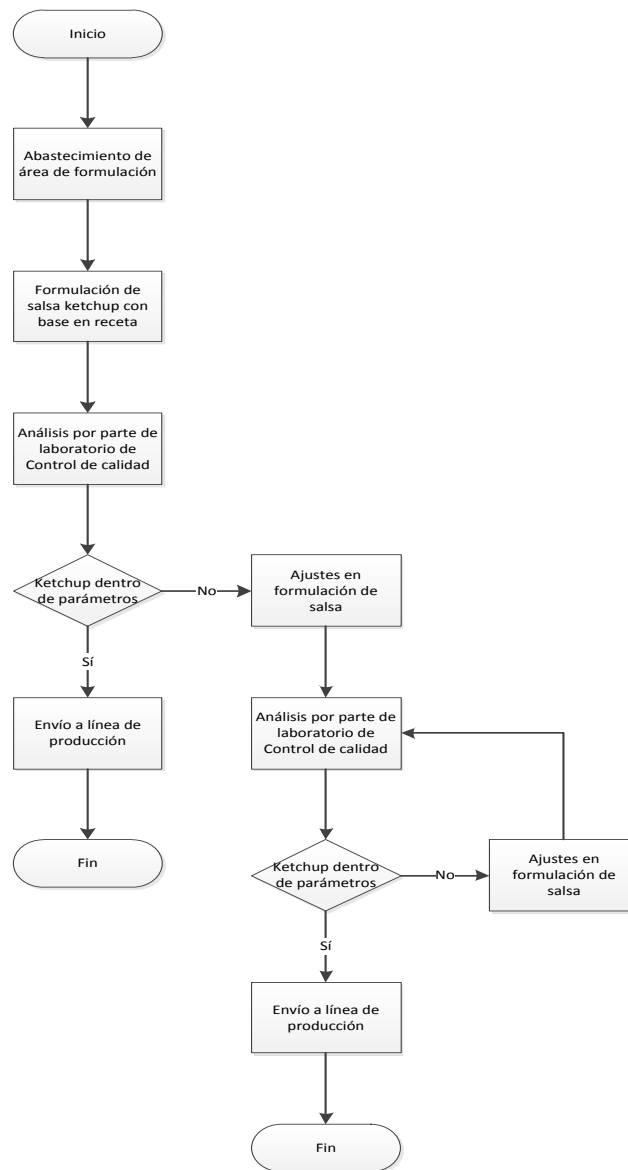 Inicio
Abastecimiento de
área de formulación
Formulación de
salsa ketchup con
base en receta
Análisis por parte de
laboratorio de
Control de calidad
Ketchup dentro
de parámetros
No
Ajustes en
formulación de
salsa
Sí
Envío a línea de
producción
Fin
Análisis por parte de
laboratorio de
Control de calidad
Ketchup dentro
de parámetros
No
Ajustes en
formulación de
salsa
Sí
Envío a línea de
producción
Fin